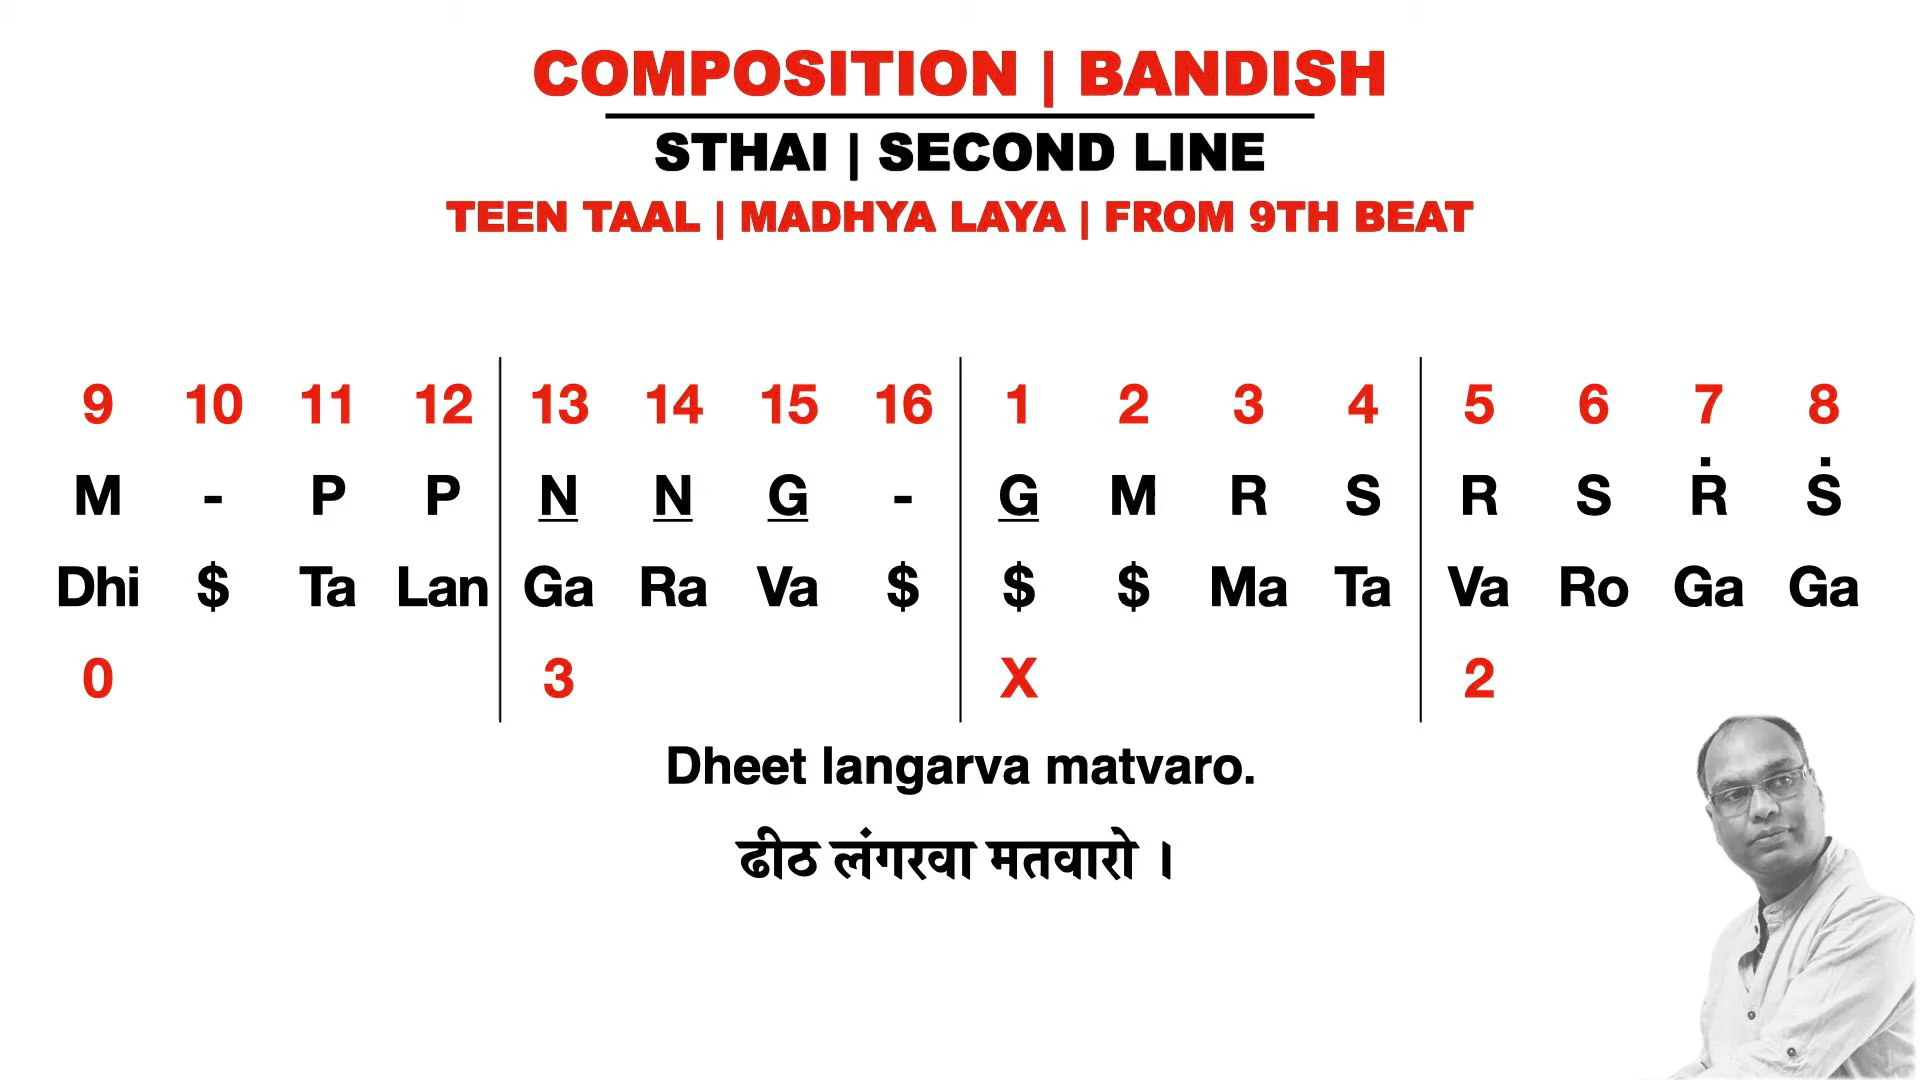 COMPOSITION | BANDISH
STHAI | SECOND LINE
TEEN TAAL | MADHYA LAYA | FROM 9TH BEAT
9 10 11 12 13 14 15 16 1 2 3 4 5 6 7 8
M - P P N̲ N̲ G̲ - G̲ M R S R S Ṙ Ṡ
Dhi $ Ta Lan Ga Ra Va $ $ $ Ma Ta Va Ro Ga Ga
0 3 X 2
Dheet langarva matvaro.
ढीठ लंगरवा मतवारो ।